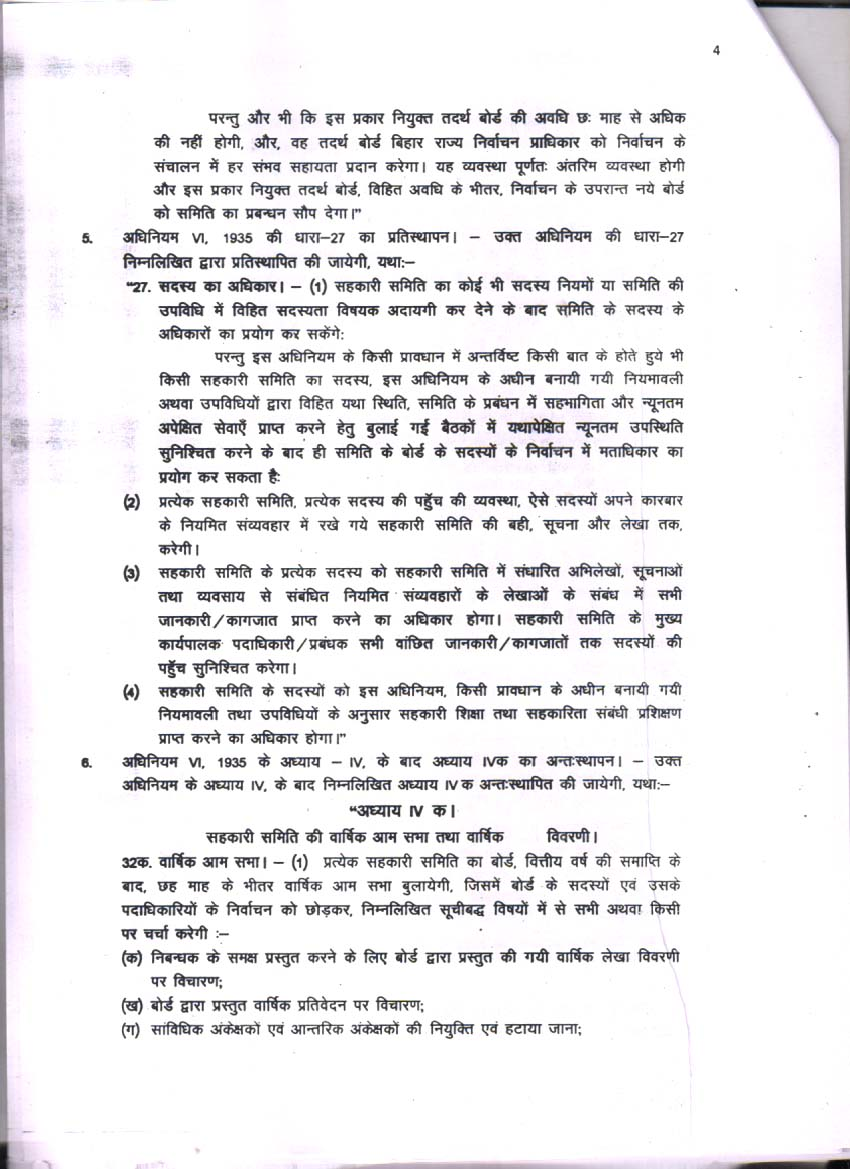 4
परन्तु और भी कि इस प्रकार नियुक्त तदर्थ बोर्ड की अवधि छः माह से अधिक
की नहीं होगी, और, वह तदर्थ बोर्ड बिहार राज्य निर्वाचन प्राधिकार को निर्वाचन के
संचालन में हर संभव सहायता प्रदान करेगा। यह व्यवस्था पूर्णतः अंतरिम व्यवस्था होगी
और इस प्रकार नियुक्त तदर्थ बोर्ड, विहित अवधि के भीतर, निर्वाचन के उपरान्त नये बोर्ड
को समिति का प्रबन्धन सौप देगा।”
5. अधिनियम VI, 1935 की धारा–27 का प्रतिस्थापन। – उक्त अधिनियम की धारा–27
निम्नलिखित द्वारा प्रतिस्थापित की जायेगी, यथा:–
“27. सदस्य का अधिकार। – (1) सहकारी समिति का कोई भी सदस्य नियमों या समिति की
उपविधि में विहित सदस्यता विषयक अदायगी कर देने के बाद समिति के सदस्य के
अधिकारों का प्रयोग कर सकेंगे:
परन्तु इस अधिनियम के किसी प्रावधान में अन्तर्विष्ट किसी बात के होते हुये भी
किसी सहकारी समिति का सदस्य, इस अधिनियम के अधीन बनायी गयी नियमावली
अथवा उपविधियों द्वारा विहित यथा स्थिति, समिति के प्रबंधन में सहभागिता और न्यूनतम
अपेक्षित सेवाएँ प्राप्त करने हेतु बुलाई गई बैठकों में यथापेक्षित न्यूनतम उपस्थिति
सुनिश्चित करने के बाद ही समिति के बोर्ड के सदस्यों के निर्वाचन में मताधिकार का
प्रयोग कर सकता है:
(2) प्रत्येक सहकारी समिति, प्रत्येक सदस्य की पहुँच की व्यवस्था, ऐसे सदस्यों अपने कारबार
के नियमित संव्यवहार में रखे गये सहकारी समिति की बही, सूचना और लेखा तक,
करेगी।
(3) सहकारी समिति के प्रत्येक सदस्य को सहकारी समिति में संधारित अभिलेखों, सूचनाओं
तथा व्यवसाय से संबंधित नियमित संव्यवहारों के लेखाओं के संबंध में सभी
जानकारी/कागजात प्राप्त करने का अधिकार होगा। सहकारी समिति के मुख्य
कार्यपालक पदाधिकारी/प्रबंधक सभी वांछित जानकारी/कागजातों तक सदस्यों की
पहुँच सुनिश्चित करेगा।
(4) सहकारी समिति के सदस्यों को इस अधिनियम, किसी प्रावधान के अधीन बनायी गयी
नियमावली तथा उपविधियों के अनुसार सहकारी शिक्षा तथा सहकारिता संबंधी प्रशिक्षण
प्राप्त करने का अधिकार होगा।”
6. अधिनियम VI, 1935 के अध्याय – IV, के बाद अध्याय IVक का अन्तःस्थापन। – उक्त
अधिनियम के अध्याय IV, के बाद निम्नलिखित अध्याय IV क अन्तःस्थापित की जायेगी, यथा:–
“अध्याय IV क।
सहकारी समिति की वार्षिक आम सभा तथा वार्षिक विवरणी।
32क. वार्षिक आम सभा। – (1) प्रत्येक सहकारी समिति का बोर्ड, वित्तीय वर्ष की समाप्ति के
बाद, छह माह के भीतर वार्षिक आम सभा बुलायेगी, जिसमें बोर्ड के सदस्यों एवं उसके
पदाधिकारियों के निर्वाचन को छोड़कर, निम्नलिखित सूचीबद्ध विषयों में से सभी अथवा किसी
पर चर्चा करेगी :–
(क) निबन्धक के समक्ष प्रस्तुत करने के लिए बोर्ड द्वारा प्रस्तुत की गयी वार्षिक लेखा विवरणी
पर विचारण;
(ख) बोर्ड द्वारा प्रस्तुत वार्षिक प्रतिवेदन पर विचारण;
(ग) सांविधिक अंकेक्षकों एवं आन्तरिक अंकेक्षकों की नियुक्ति एवं हटाया जाना;